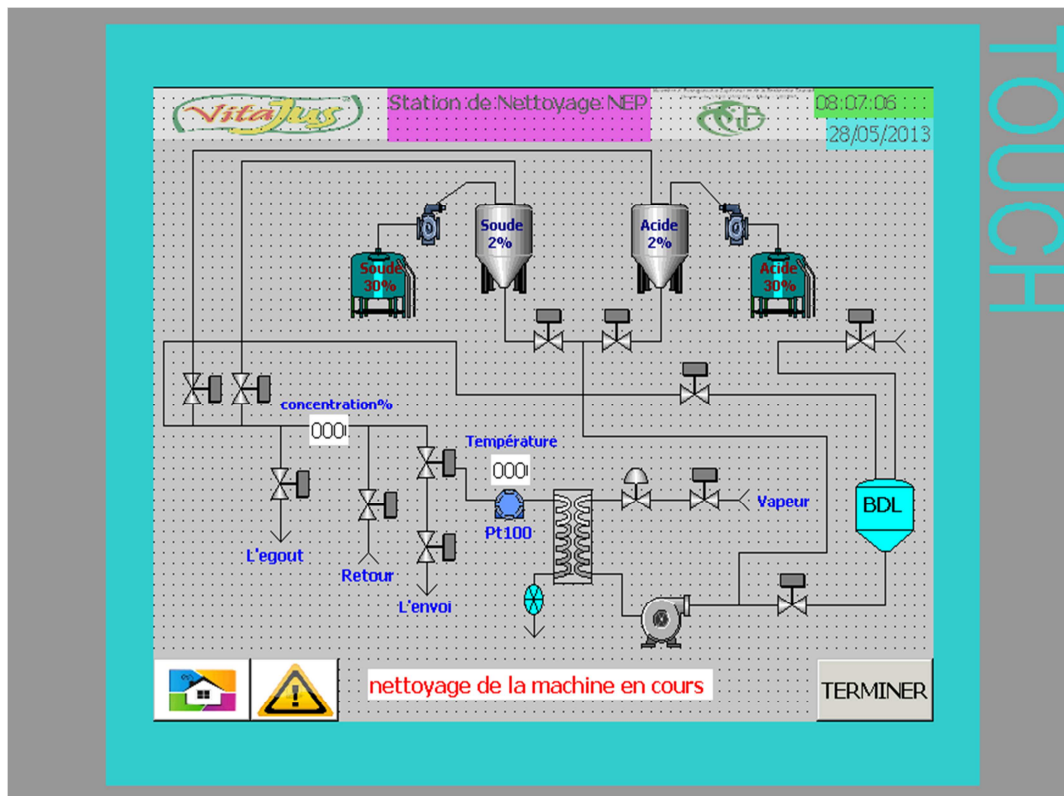 TOUCH
VitaJus
Station de Nettoyage NEP
08:07:06
28/05/2013
Soude
2%
Acide
2%
Soude
30%
Acide
30%
concentration%
000
Température
000
Vapeur
BDL
Pt100
L'egout
Retour
L'envoi
nettoyage de la machine en cours
TERMINER